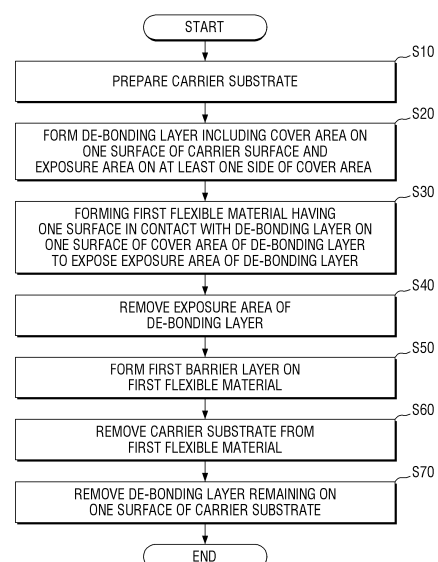 START
S10
PREPARE CARRIER SUBSTRATE
S20
FORM DE-BONDING LAYER INCLUDING COVER AREA ON
ONE SURFACE OF CARRIER SURFACE AND
EXPOSURE AREA ON AT LEAST ONE SIDE OF COVER AREA
S30
FORMING FIRST FLEXIBLE MATERIAL HAVING
ONE SURFACE IN CONTACT WITH DE-BONDING LAYER ON
ONE SURFACE OF COVER AREA OF DE-BONDING LAYER
TO EXPOSE EXPOSURE AREA OF DE-BONDING LAYER
S40
REMOVE EXPOSURE AREA OF
DE-BONDING LAYER
S50
FORM FIRST BARRIER LAYER ON
FIRST FLEXIBLE MATERIAL
S60
REMOVE CARRIER SUBSTRATE FROM
FIRST FLEXIBLE MATERIAL
S70
REMOVE DE-BONDING LAYER REMAINING ON
ONE SURFACE OF CARRIER SUBSTRATE
END